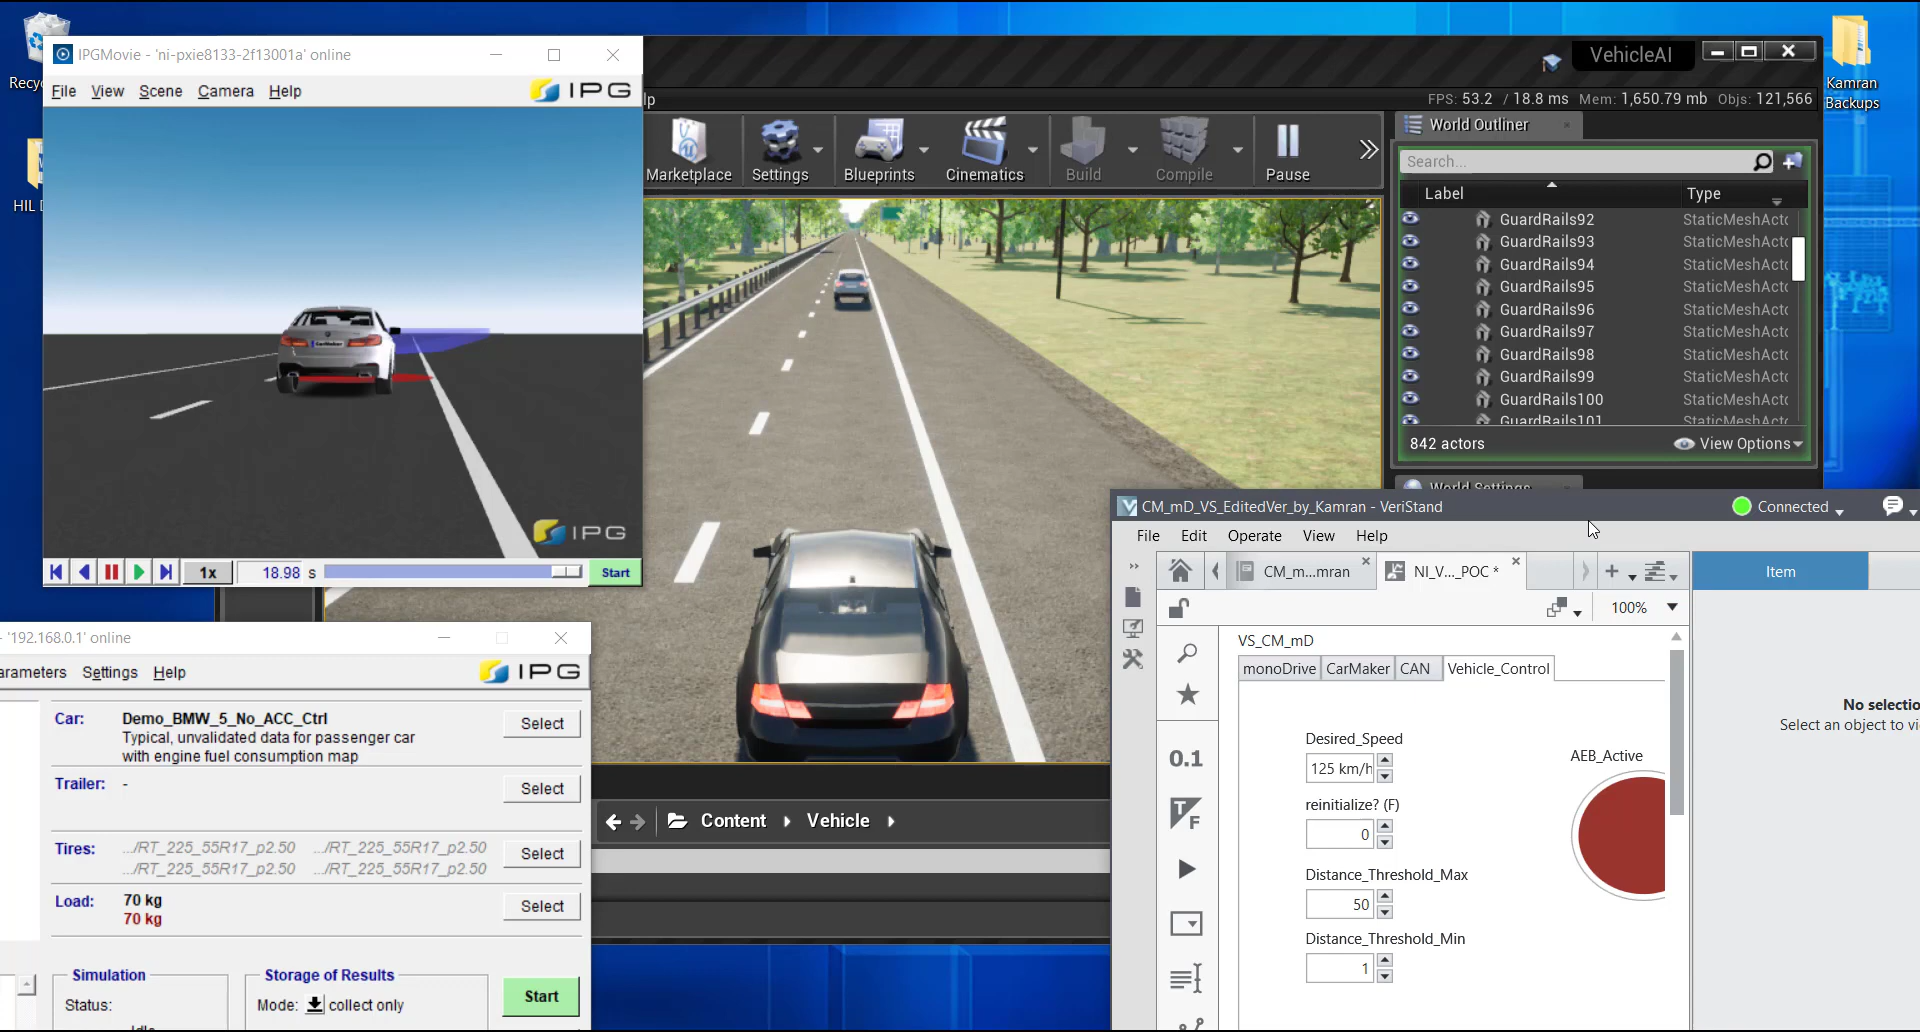 IPGMovie - 'ni-pxie8133-2f13001a' online
File View Scene Camera Help
IPG
IPG
1x 18.98 s Start
VehicleAI
lp
FPS: 53.2 / 18.8 ms Mem: 1,650.79 mb Objs: 121,566
Marketplace Settings Blueprints Cinematics Build Compile Pause
World Outliner
Search...
Label Type
GuardRails92 StaticMeshActo
GuardRails93 StaticMeshActo
GuardRails94 StaticMeshActo
GuardRails95 StaticMeshActo
GuardRails96 StaticMeshActo
GuardRails97 StaticMeshActo
GuardRails98 StaticMeshActo
GuardRails99 StaticMeshActo
GuardRails100 StaticMeshActo
GuardRails101 StaticMeshActo
842 actors View Options
World Settings
Kamran
Backups
Recyc
HIL D
CarMaker
- '192.168.0.1' online
arameters Settings Help
IPG
Car: Demo_BMW_5_No_ACC_Ctrl Select
Typical, unvalidated data for passenger car
with engine fuel consumption map
Trailer: - Select
Tires: .../RT_225_55R17_p2.50 .../RT_225_55R17_p2.50 Select
.../RT_225_55R17_p2.50 .../RT_225_55R17_p2.50
Load: 70 kg Select
70 kg
Simulation Storage of Results
Status: Mode: collect only Start
Idle
Content Vehicle
CM_mD_VS_EditedVer_by_Kamran - VeriStand Connected
File Edit Operate View Help
CM_m...mran NI_V..._POC * Item
100%
VS_CM_mD
monoDrive CarMaker CAN Vehicle_Control
Desired_Speed
125 km/h
AEB_Active
reinitialize? (F)
0
Distance_Threshold_Max
50
Distance_Threshold_Min
1
0.1
T F
No selectio
Select an object to vi